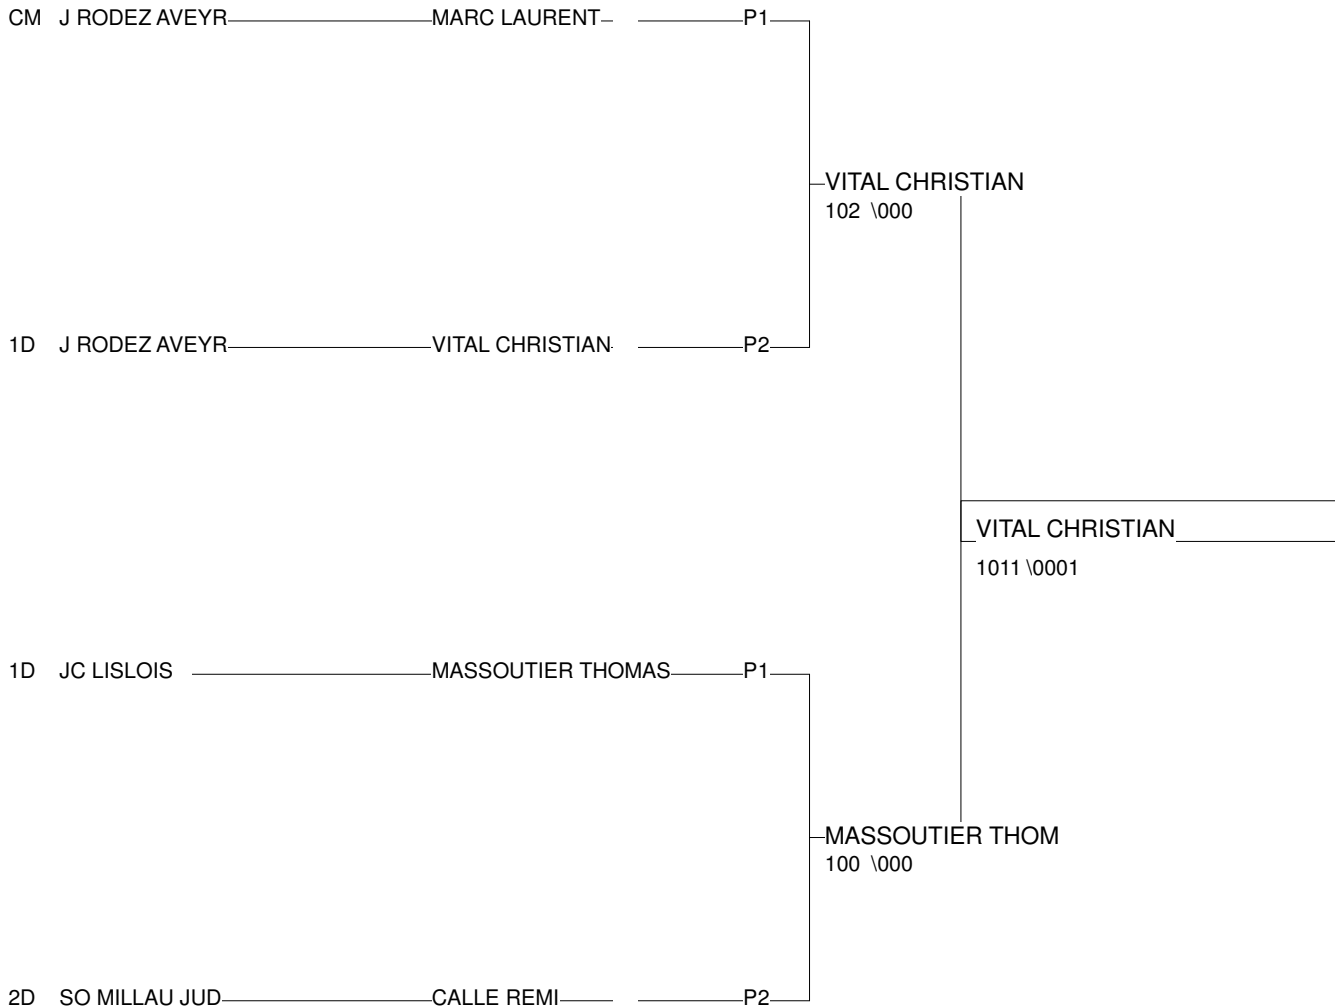 CM J RODEZ AVEYR MARC LAURENT P1
VITAL CHRISTIAN
102 \000
1D J RODEZ AVEYR VITAL CHRISTIAN P2
VITAL CHRISTIAN
1011 \0001
1D JC LISLOIS MASSOUTIER THOMAS P1
MASSOUTIER THOM
100 \000
2D SO MILLAU JUD CALLE REMI P2